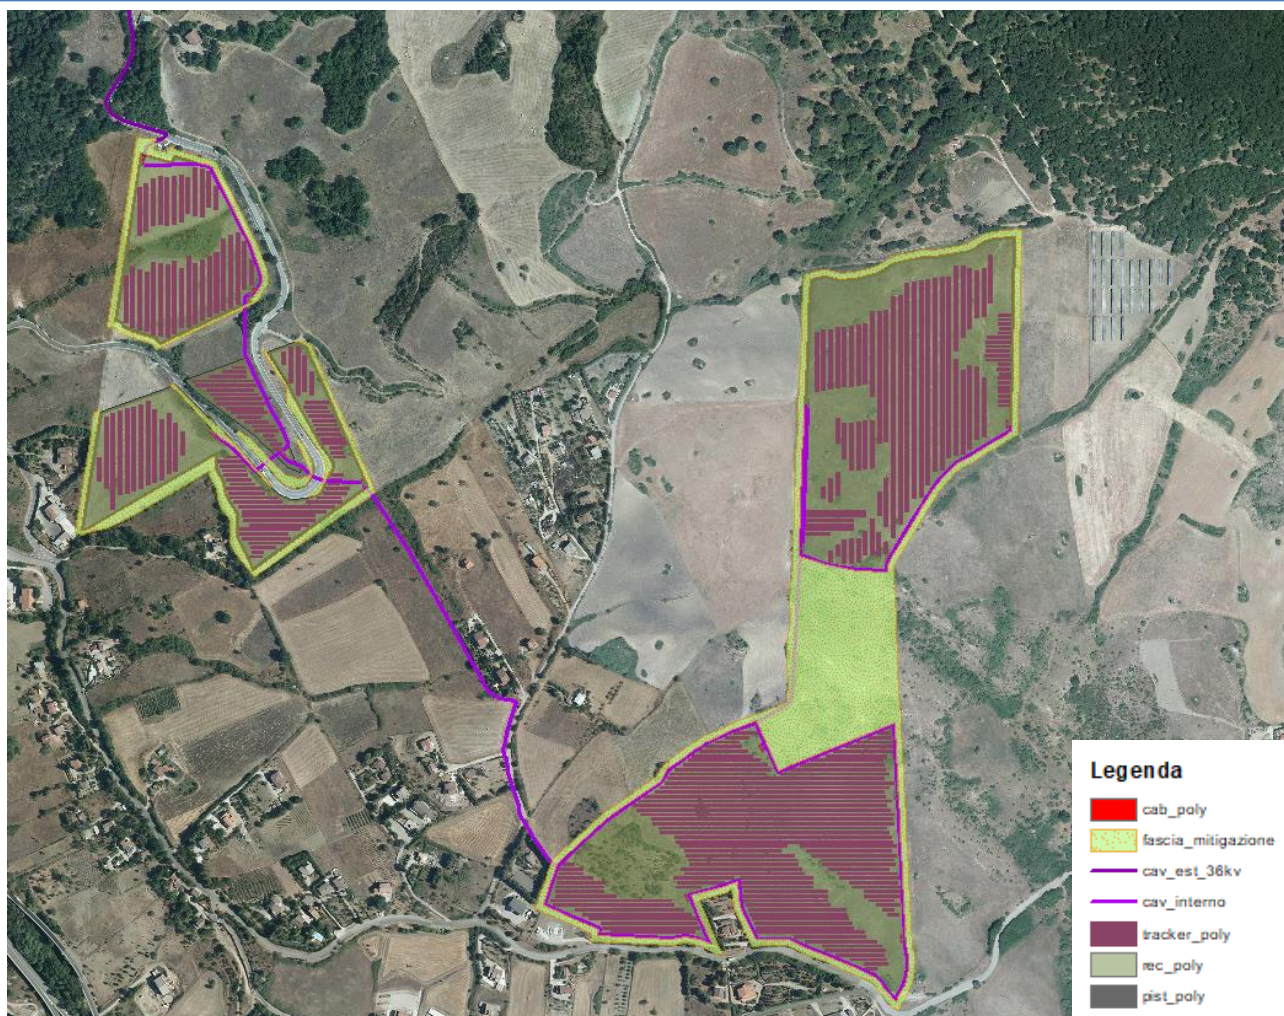 Legenda
cab_poly
fascia_mitigazione
cav_est_36kv
cav_interno
tracker_poly
rec_poly
pist_poly